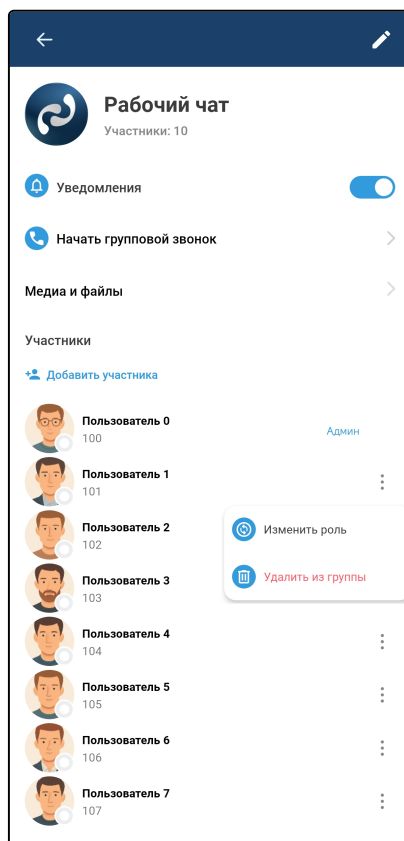 Рабочий чат
Участники: 10
Уведомления
Начать групповой звонок
Медиа и файлы
Участники
Добавить участника
Пользователь 0
100
Админ
Пользователь 1
101
Пользователь 2
102
Изменить роль
Пользователь 3
103
Удалить из группы
Пользователь 4
104
Пользователь 5
105
Пользователь 6
106
Пользователь 7
107